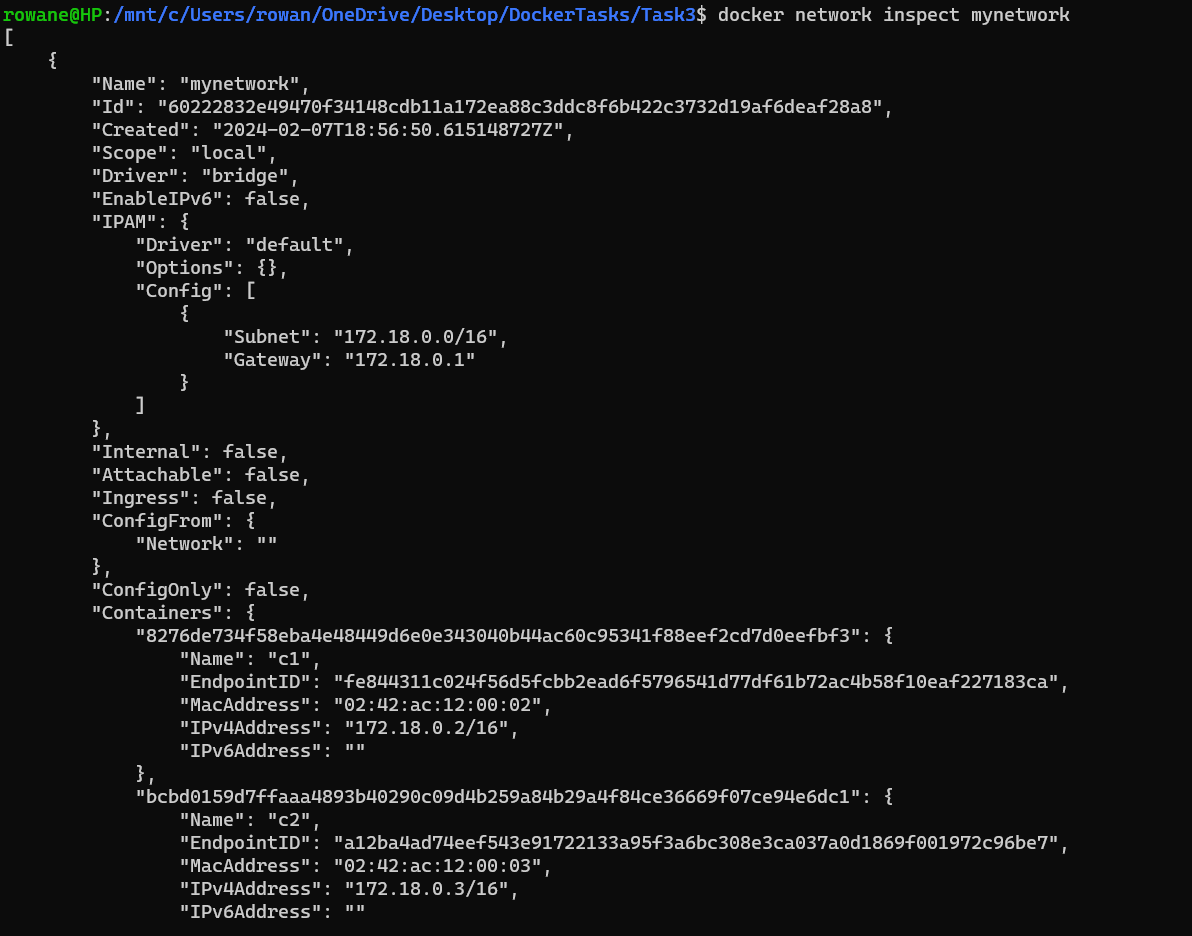 rowane@HP:/mnt/c/Users/rowan/OneDrive/Desktop/DockerTasks/Task3$ docker network inspect mynetwork
[
    {
        "Name": "mynetwork",
        "Id": "60222832e49470f34148cdb11a172ea88c3ddc8f6b422c3732d19af6deaf28a8",
        "Created": "2024-02-07T18:56:50.615148727Z",
        "Scope": "local",
        "Driver": "bridge",
        "EnableIPv6": false,
        "IPAM": {
            "Driver": "default",
            "Options": {},
            "Config": [
                {
                    "Subnet": "172.18.0.0/16",
                    "Gateway": "172.18.0.1"
                }
            ]
        },
        "Internal": false,
        "Attachable": false,
        "Ingress": false,
        "ConfigFrom": {
            "Network": ""
        },
        "ConfigOnly": false,
        "Containers": {
            "8276de734f58eba4e48449d6e0e343040b44ac60c95341f88eef2cd7d0eefbf3": {
                "Name": "c1",
                "EndpointID": "fe844311c024f56d5fcbb2ead6f5796541d77df61b72ac4b58f10eaf227183ca",
                "MacAddress": "02:42:ac:12:00:02",
                "IPv4Address": "172.18.0.2/16",
                "IPv6Address": ""
            },
            "bcbd0159d7ffaaa4893b40290c09d4b259a84b29a4f84ce36669f07ce94e6dc1": {
                "Name": "c2",
                "EndpointID": "a12ba4ad74eef543e91722133a95f3a6bc308e3ca037a0d1869f001972c96be7",
                "MacAddress": "02:42:ac:12:00:03",
                "IPv4Address": "172.18.0.3/16",
                "IPv6Address": ""